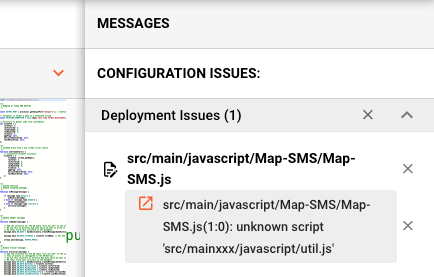 MESSAGES
CONFIGURATION ISSUES:
Deployment Issues (1)
src/main/javascript/Map-SMS/Map-
SMS.js
src/main/javascript/Map-SMS/Map-
SMS.js(1:0): unknown script
'src/mainxxx/javascript/util.js'
pu